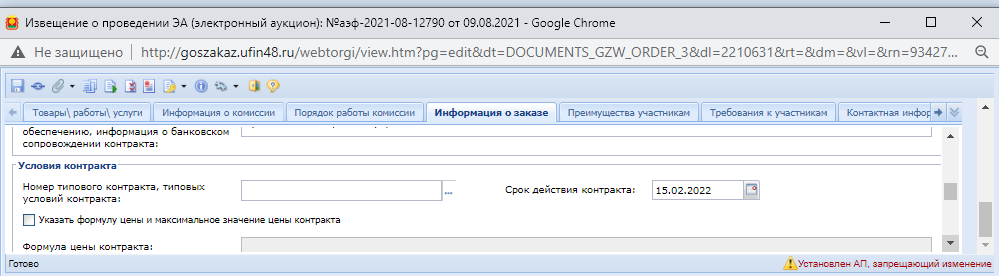 Извещение о проведении ЭА (электронный аукцион): №аэф-2021-08-12790 от 09.08.2021 - Google Chrome
Не защищено http://goszakaz.ufin48.ru/webtorgi/view.htm?pg=edit&dt=DOCUMENTS_GZW_ORDER_3&dl=2210631&rt=&dm=&vl=&rn=93427...
Товары\ работы\ услуги Информация о комиссии Порядок работы комиссии Информация о заказе Преимущества участникам Требования к участникам Контактная инфор
обеспечению, информация о банковском
сопровождении контракта:
Условия контракта
Номер типового контракта, типовых
условий контракта:
... Срок действия контракта: 15.02.2022
Указать формулу цены и максимальное значение цены контракта
Формула цены контракта:
Готово Установлен АП, запрещающий изменение